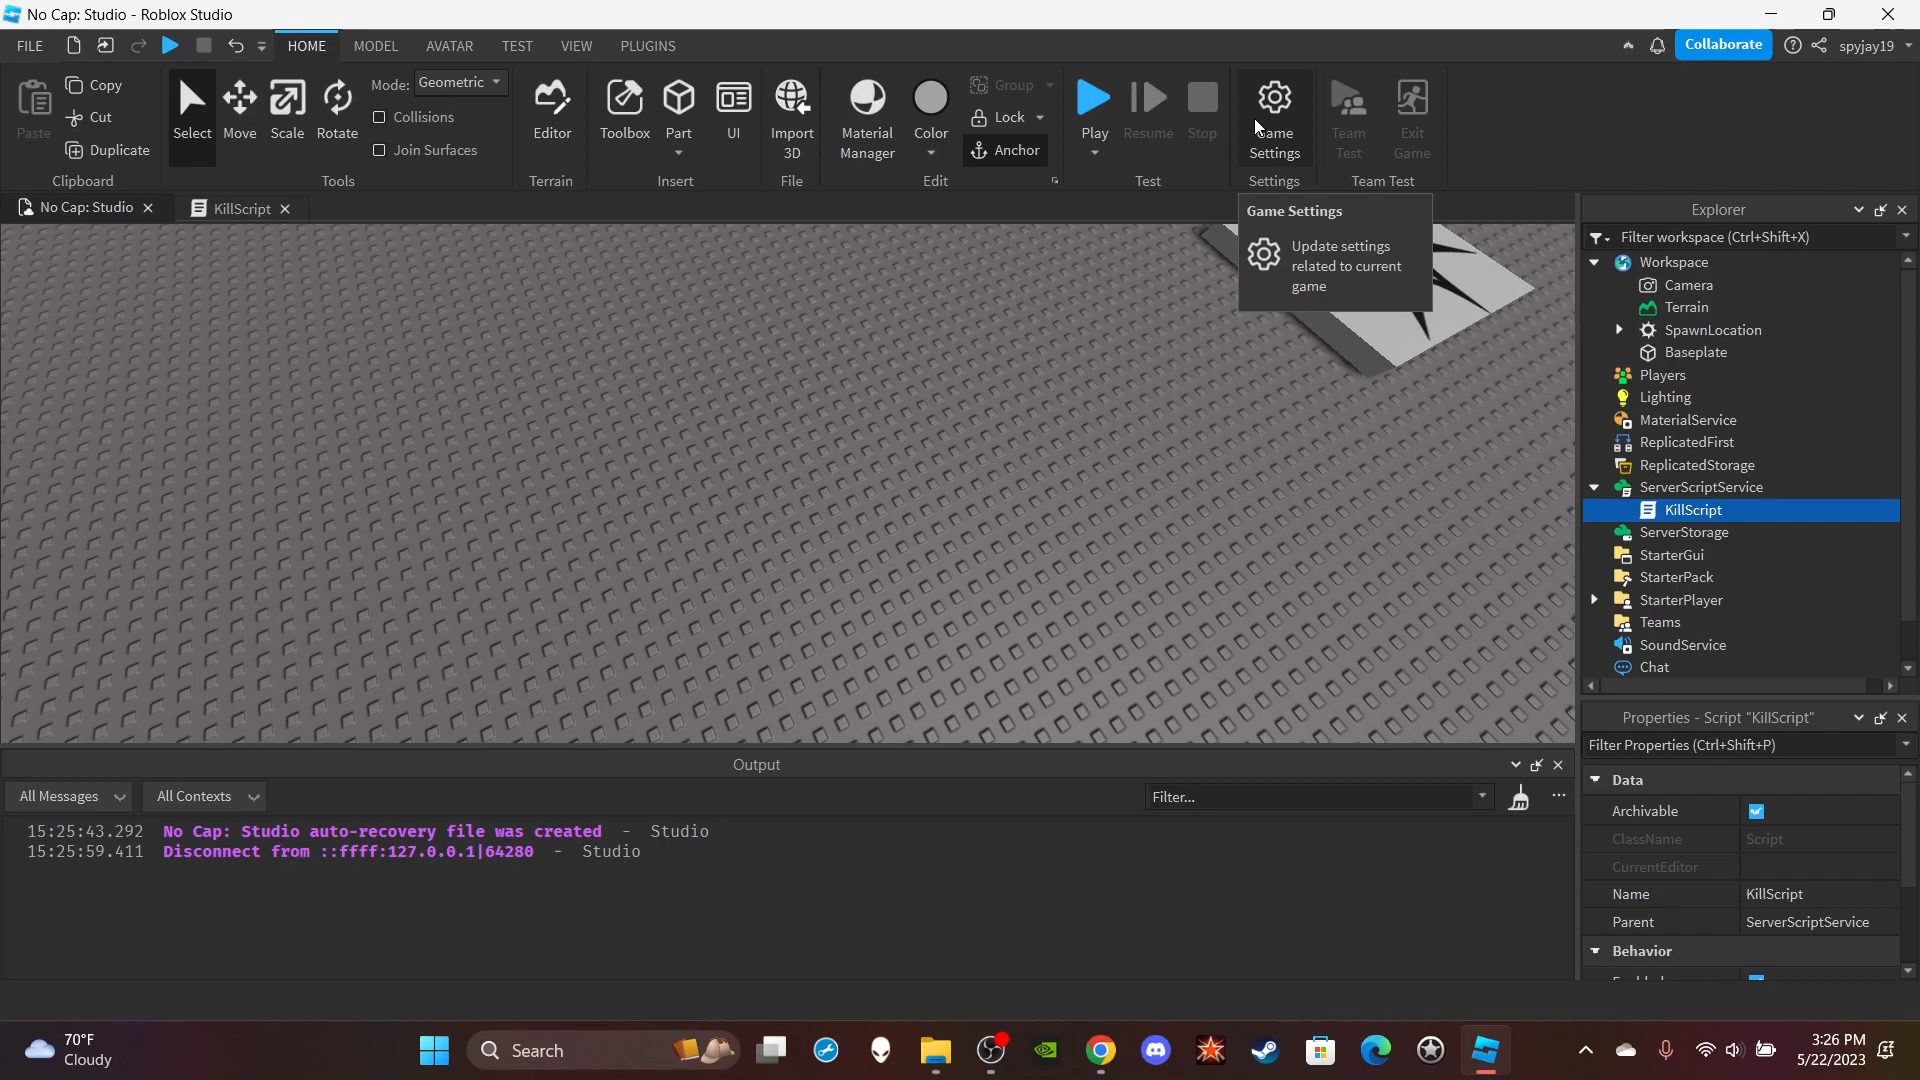 No Cap: Studio - Roblox Studio
FILE
HOME
MODEL
AVATAR
TEST
VIEW
PLUGINS
Collaborate
spyjay19
Paste
Copy
Cut
Duplicate
Clipboard
Select
Move
Scale
Rotate
Mode:
Geometric
Collisions
Join Surfaces
Tools
Editor
Terrain
Toolbox
Part
UI
Insert
Import
3D
File
Material
Manager
Color
Group
Lock
Anchor
Edit
Play
Resume
Stop
Test
Game
Settings
Settings
Team
Test
Exit
Game
Team Test
No Cap: Studio
KillScript
Game Settings
Update settings
related to current
game
Explorer
Filter workspace (Ctrl+Shift+X)
Workspace
Camera
Terrain
SpawnLocation
Baseplate
Players
Lighting
MaterialService
ReplicatedFirst
ReplicatedStorage
ServerScriptService
KillScript
ServerStorage
StarterGui
StarterPack
StarterPlayer
Teams
SoundService
Chat
Properties - Script "KillScript"
Filter Properties (Ctrl+Shift+P)
Data
Archivable
ClassName Script
CurrentEditor
Name KillScript
Parent ServerScriptService
Behavior
Output
All Messages
All Contexts
Filter...
15:25:43.292 No Cap: Studio auto-recovery file was created - Studio
15:25:59.411 Disconnect from ::ffff:127.0.0.1|64280 - Studio
70°F
Cloudy
Search
3:26 PM
5/22/2023